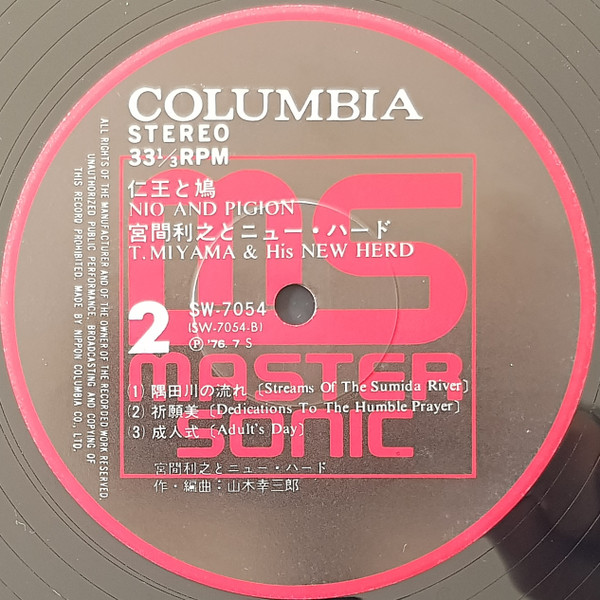 COLUMBIA
STEREO
33⅓RPM
仁王と鳩
NIO AND PIGION
宮間利之とニュー・ハード
T. MIYAMA & His NEW HERD
2
SW-7054
(SW-7054-B)
Ⓟ '76. 7 S
ms
MASTER
SONIC
(1) 隅田川の流れ〔Streams Of The Sumida River〕
(2) 祈願美〔Dedications To The Humble Prayer〕
(3) 成人式〔Adult's Day〕
宮間利之とニュー・ハード
作・編曲：山木幸三郎
ALL RIGHTS OF THE MANUFACTURER AND OF THE OWNER OF THE RECORDED WORK RESERVED.
UNAUTHORIZED PUBLIC PERFORMANCE, BROADCASTING AND COPYING OF
THIS RECORD PROHIBITED. MADE BY NIPPON COLUMBIA CO., LTD.